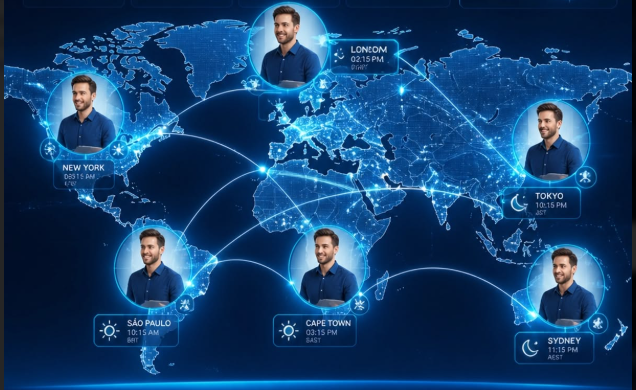 LONDOM
02:15 PM
NEW YORK
TOKYO
10:15 PM
JST
SÃO PAULO
10:15 AM
BRT
CAPE TOWN
03:15 PM
SAST
SYDNEY
11:15 PM
AEST